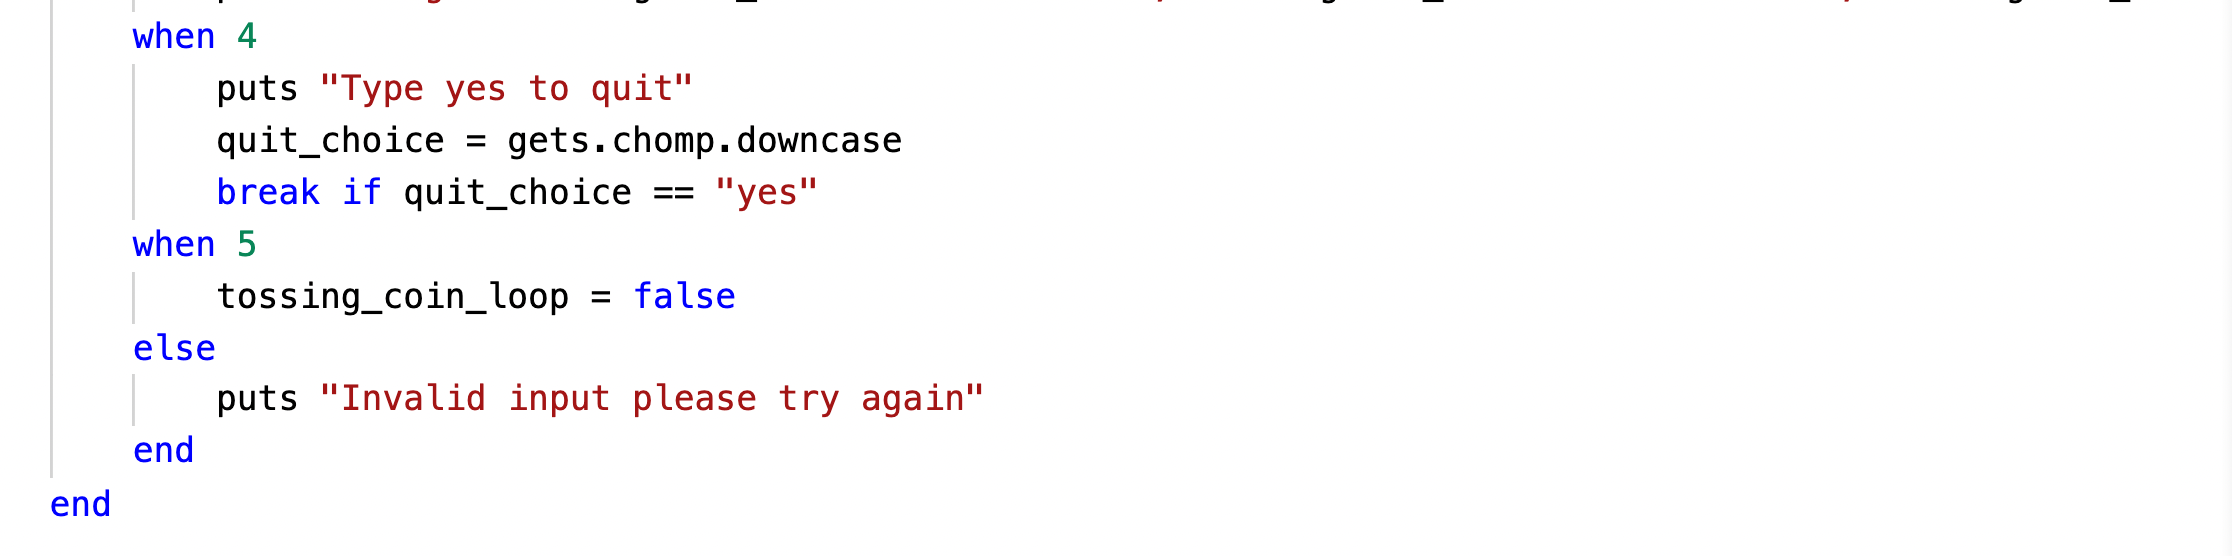 when 4
puts "Type yes to quit"
quit_choice = gets.chomp.downcase
break if quit_choice == "yes"
when 5
tossing_coin_loop = false
else
puts "Invalid input please try again"
end
end